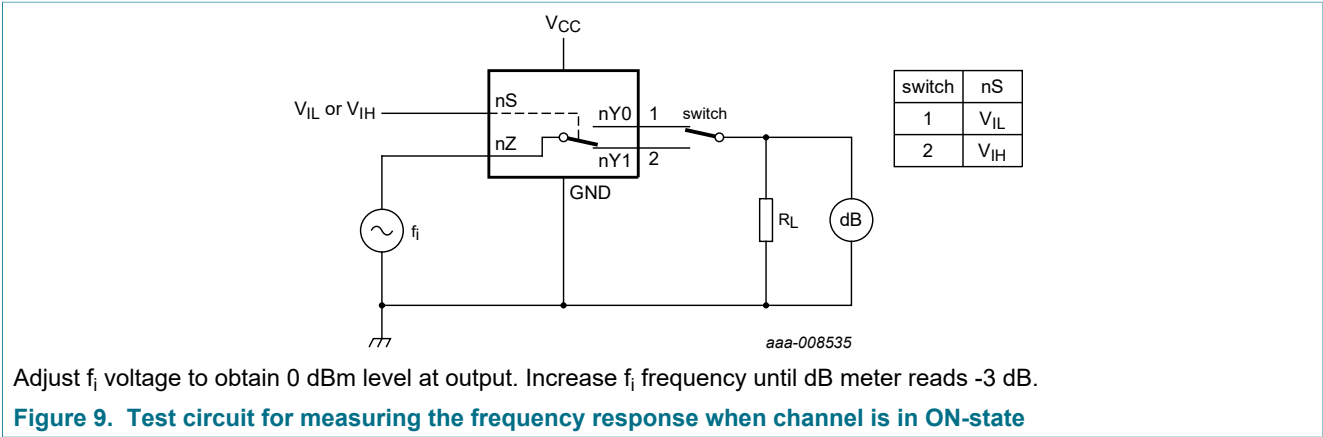 VCC
VIL or VIH
nS
nZ
nY0
nY1
1
2
switch
GND
fi
RL
dB
switch nS
1 VIL
2 VIH
aaa-008535
Adjust fi voltage to obtain 0 dBm level at output. Increase fi frequency until dB meter reads -3 dB.
Figure 9. Test circuit for measuring the frequency response when channel is in ON-state